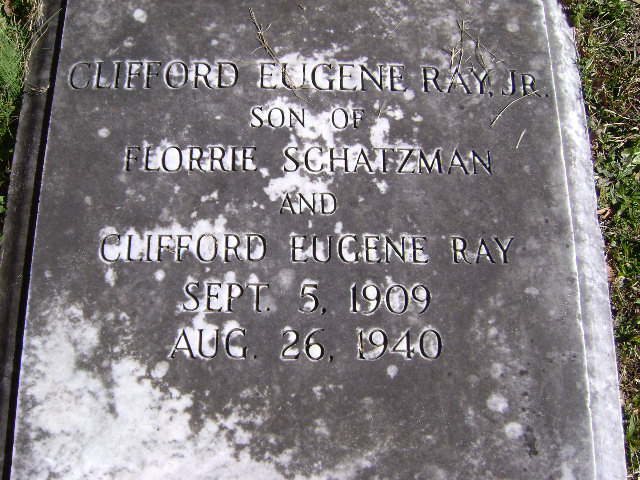 CLIFFORD EUGENE RAY, JR.
SON OF
FLORRIE SCHATZMAN
AND
CLIFFORD EUGENE RAY
SEPT. 5, 1909
AUG. 26, 1940